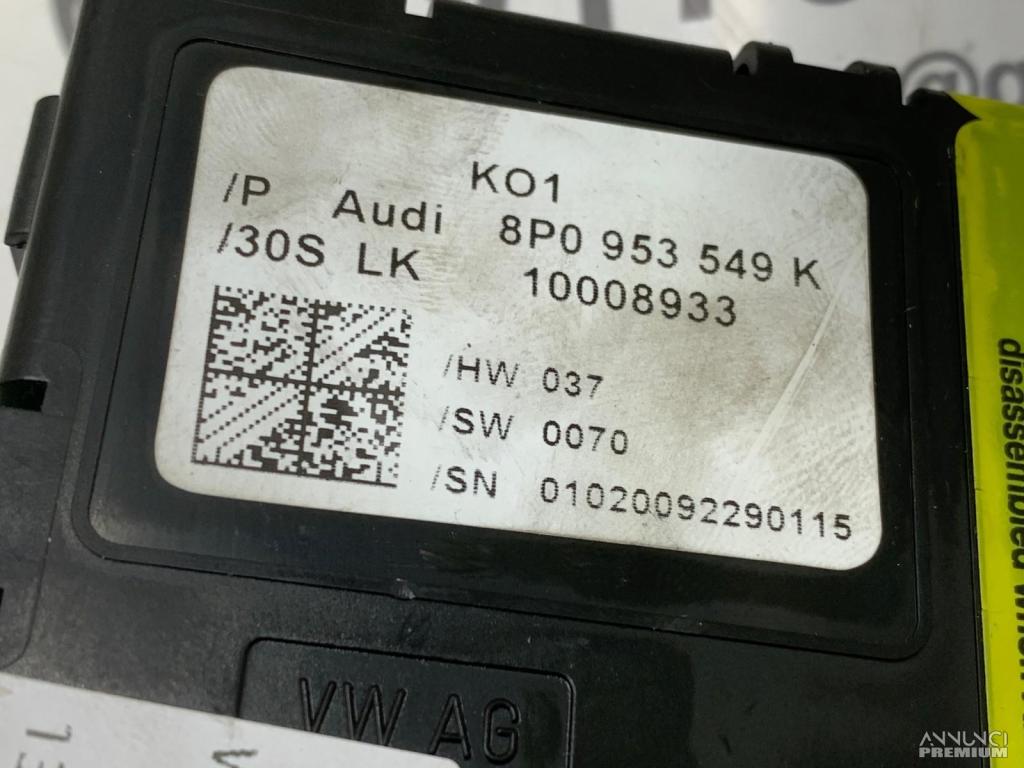 KO1
/P Audi 8P0 953 549 K
/30S LK 10008933
/HW 037
/SW 0070
/SN 01020092290115
disassembled
VW AG
ANNUNCI
PREMIUM